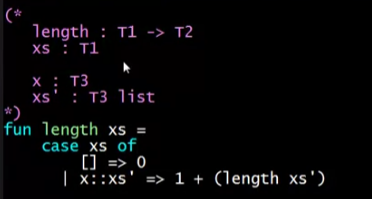 (*
length : T1 -> T2
xs : T1
x : T3
xs' : T3 list
*)
fun length xs =
case xs of
[] => 0
| x::xs' => 1 + (length xs')